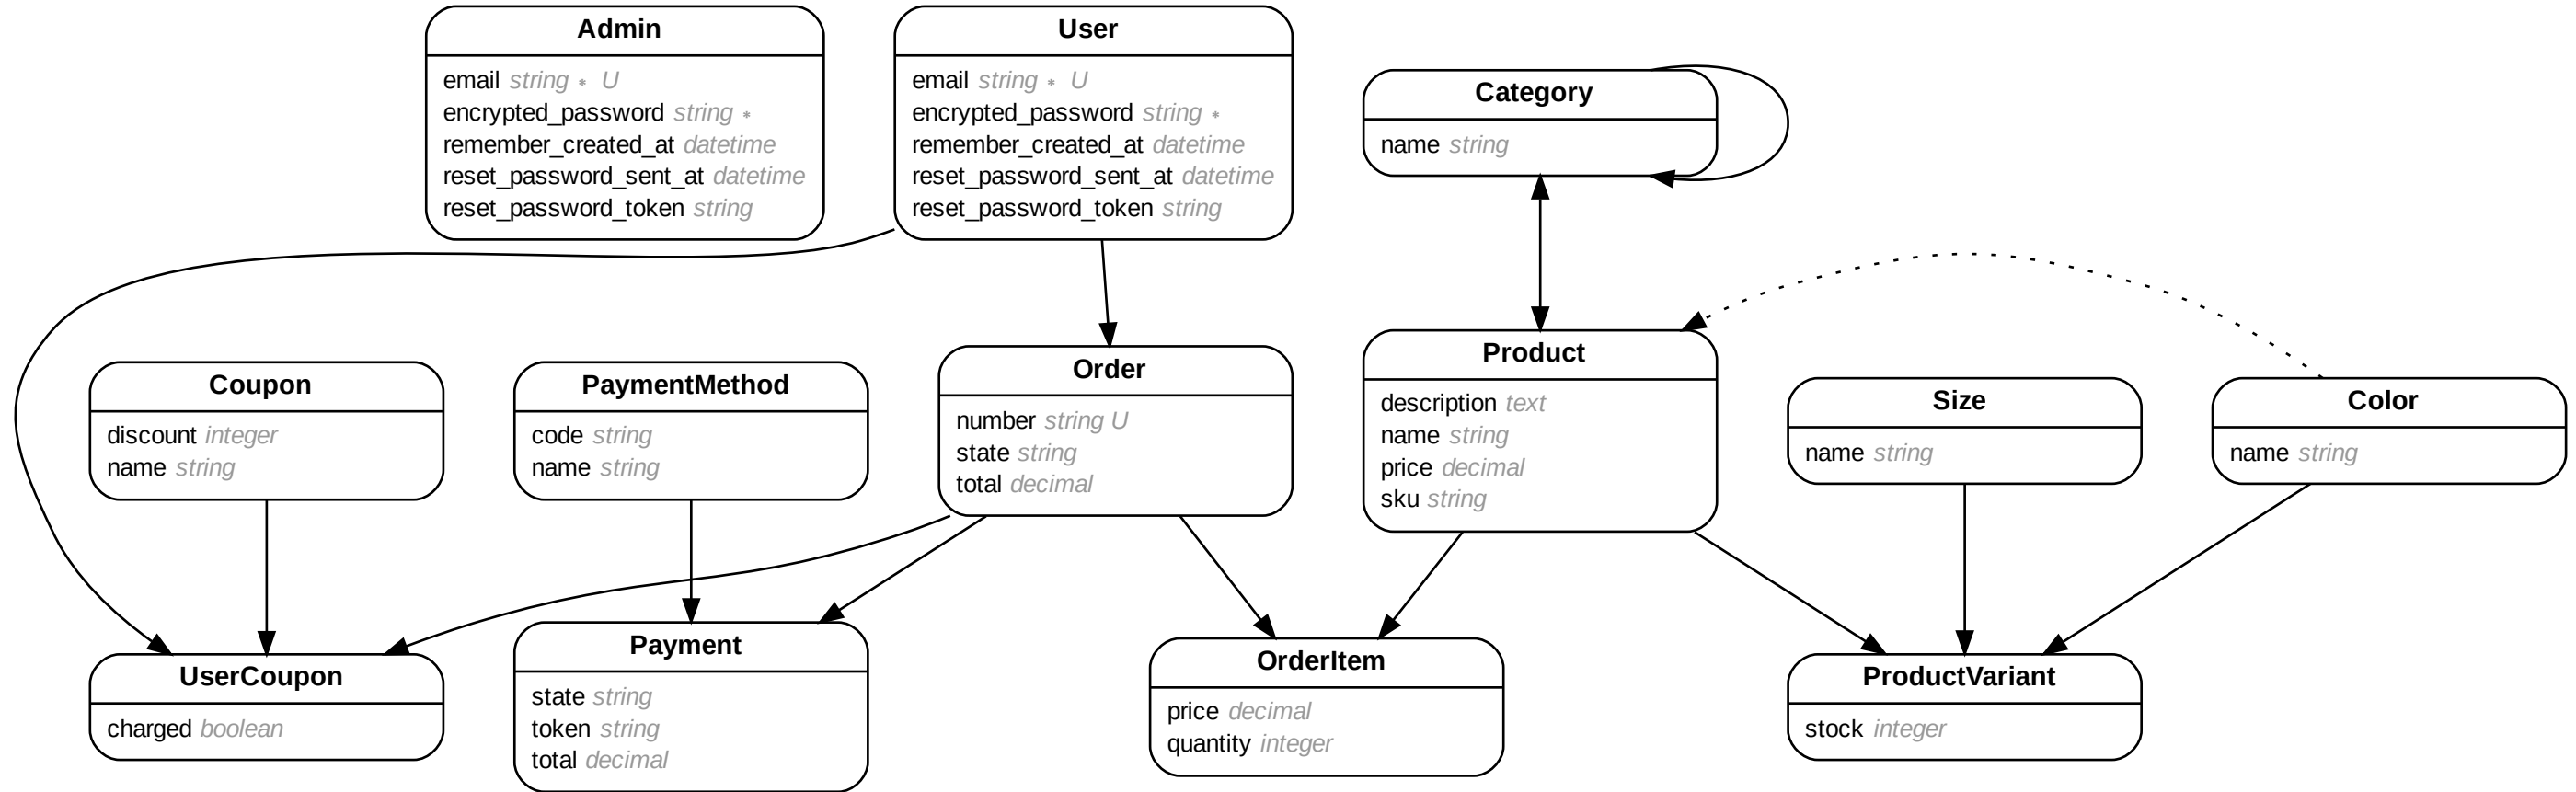 Admin
email string * U
encrypted_password string *
remember_created_at datetime
reset_password_sent_at datetime
reset_password_token string
User
email string * U
encrypted_password string *
remember_created_at datetime
reset_password_sent_at datetime
reset_password_token string
Category
name string
Coupon
discount integer
name string
PaymentMethod
code string
name string
Order
number string U
state string
total decimal
Product
description text
name string
price decimal
sku string
Size
name string
Color
name string
UserCoupon
charged boolean
Payment
state string
token string
total decimal
OrderItem
price decimal
quantity integer
ProductVariant
stock integer